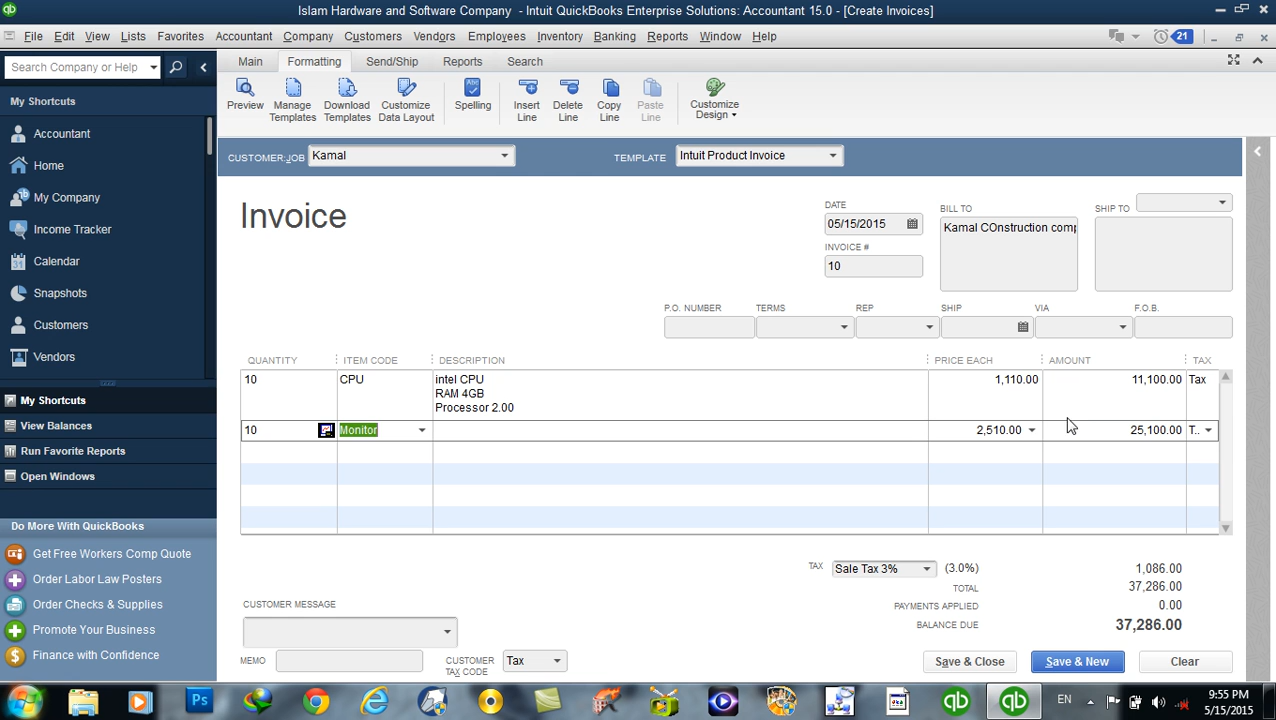 Islam Hardware and Software Company - Intuit QuickBooks Enterprise Solutions: Accountant 15.0 - [Create Invoices]
File Edit View Lists Favorites Accountant Company Customers Vendors Employees Inventory Banking Reports Window Help 21
Search Company or Help
Main Formatting Send/Ship Reports Search
My Shortcuts
Preview Manage Templates Download Templates Customize Data Layout Spelling Insert Line Delete Line Copy Line Paste Line Customize Design
Accountant
Home
My Company
Income Tracker
Calendar
Snapshots
Customers
Vendors
My Shortcuts
View Balances
Run Favorite Reports
Open Windows
Do More With QuickBooks
Get Free Workers Comp Quote
Order Labor Law Posters
Order Checks & Supplies
Promote Your Business
Finance with Confidence
CUSTOMER:JOB Kamal TEMPLATE Intuit Product Invoice
Invoice
DATE
05/15/2015
INVOICE #
10
BILL TO
Kamal COnstruction comp
SHIP TO
P.O. NUMBER TERMS REP SHIP VIA F.O.B.
QUANTITY ITEM CODE DESCRIPTION PRICE EACH AMOUNT TAX
10 CPU intel CPU 1,110.00 11,100.00 Tax
RAM 4GB
Processor 2.00
10 Monitor 2,510.00 25,100.00 T..
TAX Sale Tax 3% (3.0%) 1,086.00
TOTAL 37,286.00
PAYMENTS APPLIED 0.00
BALANCE DUE 37,286.00
CUSTOMER MESSAGE
MEMO
CUSTOMER TAX CODE Tax
Save & Close Save & New Clear
Ps
EN
9:55 PM
5/15/2015